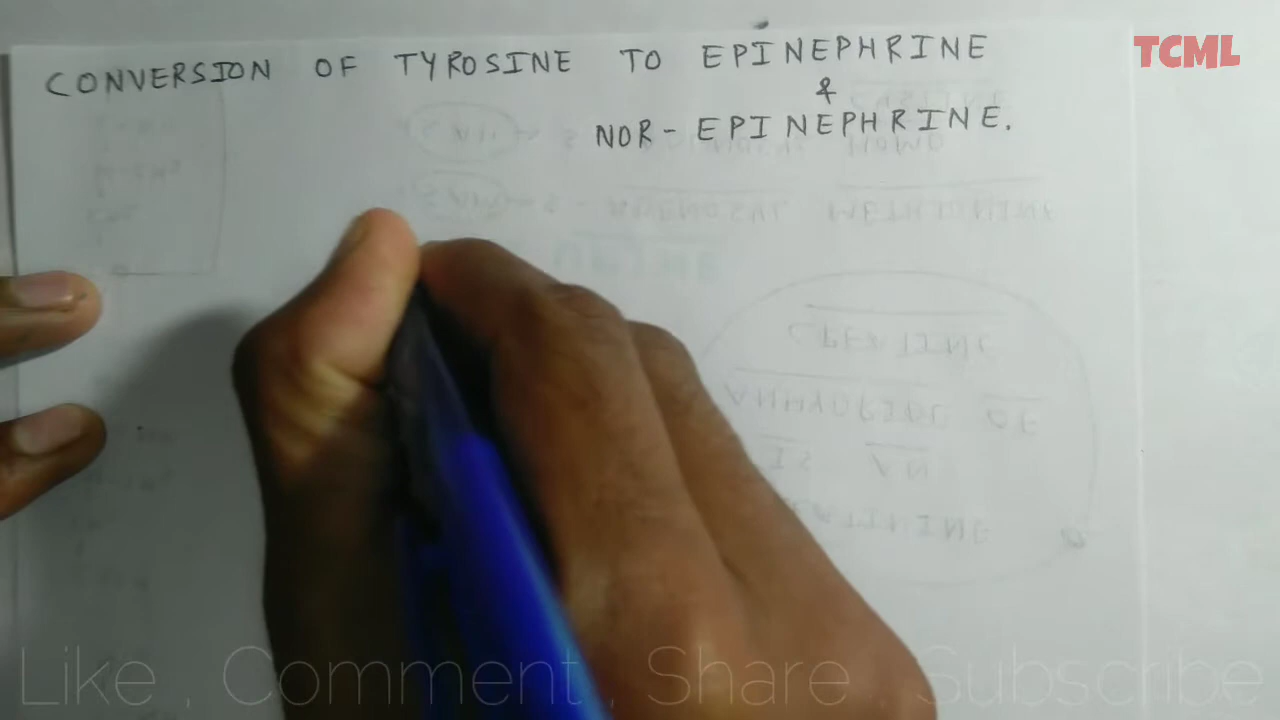 CONVERSION OF TYROSINE TO EPINEPHRINE
&
NOR-EPINEPHRINE.
TCML
Like , Comment , Share , Subscribe